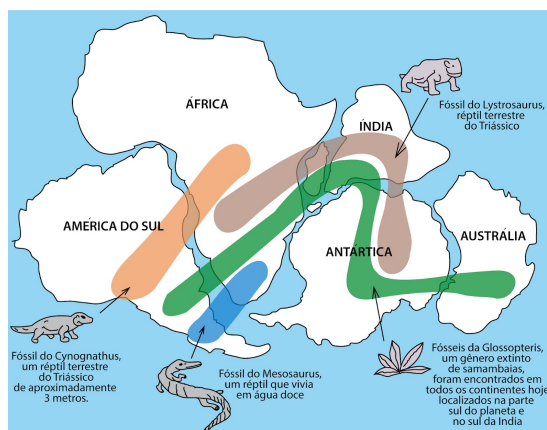 ÁFRICA
Fóssil do Lystrosaurus,
réptil terrestre
do Triássico
ÍNDIA
AMÉRICA DO SUL
ANTÁRTICA
AUSTRÁLIA
Fóssil do Cynognathus,
um réptil terrestre
do Triássico
de aproximadamente
3 metros.
Fóssil do Mesosaurus,
um réptil que vivia
em água doce
Fósseis da Glossopteris,
um gênero extinto
de samambaias,
foram encontrados em
todos os continentes hoje
localizados na parte
sul do planeta e
no sul da India